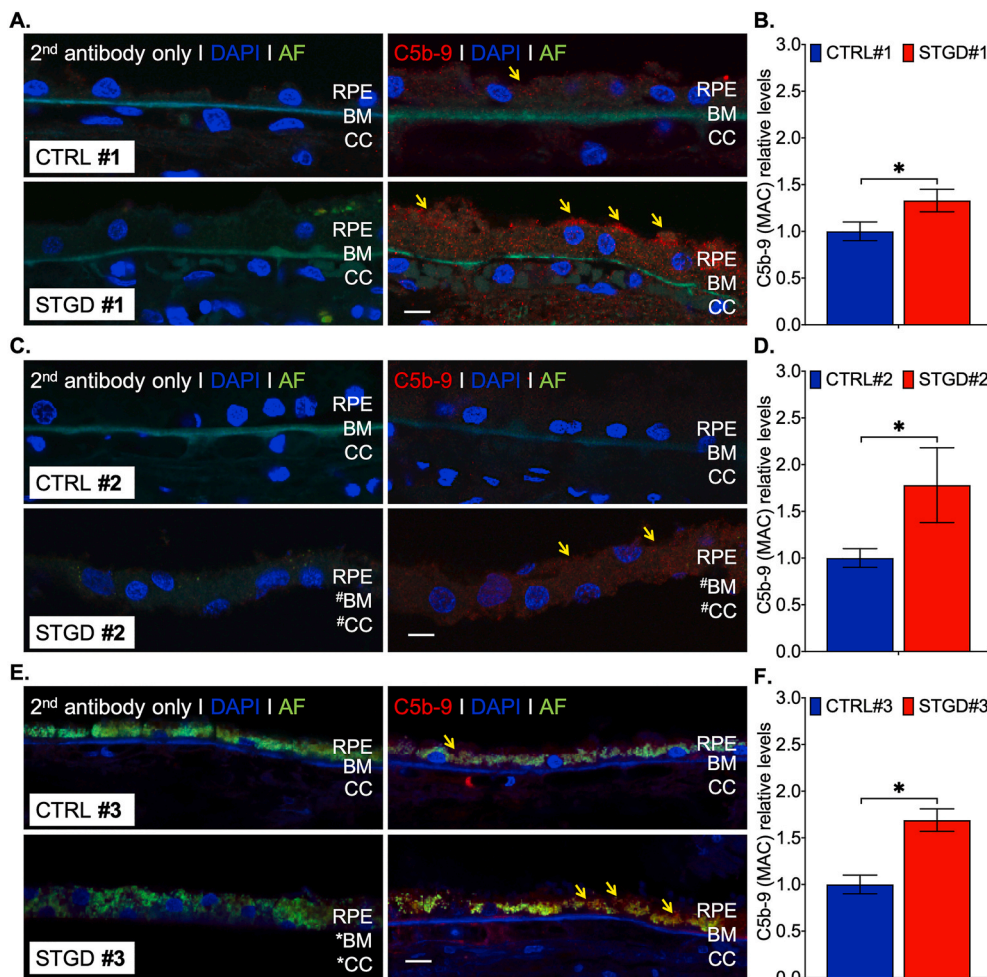 A.
2nd antibody only I DAPI I AF
RPE
BM
CC
CTRL #1
C5b-9 I DAPI I AF
RPE
BM
CC
STGD #1
RPE
BM
CC
RPE
BM
CC
B.
CTRL#1 STGD#1
C5b-9 (MAC) relative levels
3.0
2.5
2.0
1.5
1.0
0.5
0.0
*
C.
2nd antibody only I DAPI I AF
RPE
BM
CC
CTRL #2
C5b-9 I DAPI I AF
RPE
BM
CC
STGD #2
RPE
#BM
#CC
RPE
#BM
#CC
D.
CTRL#2 STGD#2
C5b-9 (MAC) relative levels
3.0
2.5
2.0
1.5
1.0
0.5
0.0
*
E.
2nd antibody only I DAPI I AF
RPE
BM
CC
CTRL #3
C5b-9 I DAPI I AF
RPE
BM
CC
STGD #3
RPE
*BM
*CC
RPE
BM
CC
F.
CTRL#3 STGD#3
C5b-9 (MAC) relative levels
3.0
2.5
2.0
1.5
1.0
0.5
0.0
*